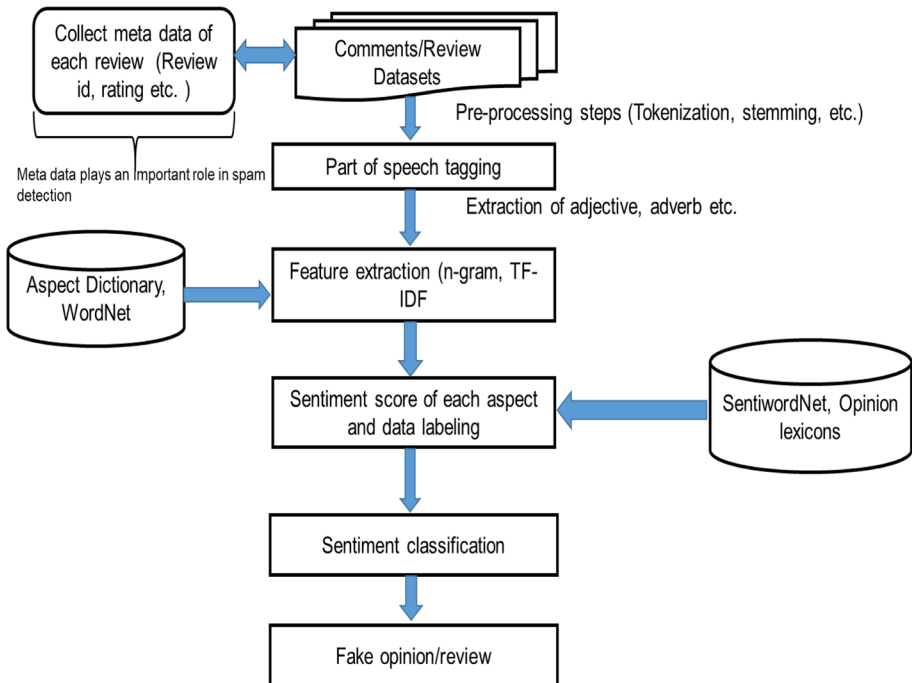 Collect meta data of
each review (Review
id, rating etc. )
Comments/Review
Datasets
Pre-processing steps (Tokenization, stemming, etc.)
Meta data plays an important role in spam
detection
Part of speech tagging
Extraction of adjective, adverb etc.
Aspect Dictionary,
WordNet
Feature extraction (n-gram, TF-
IDF
Sentiment score of each aspect
and data labeling
SentiwordNet, Opinion
lexicons
Sentiment classification
Fake opinion/review